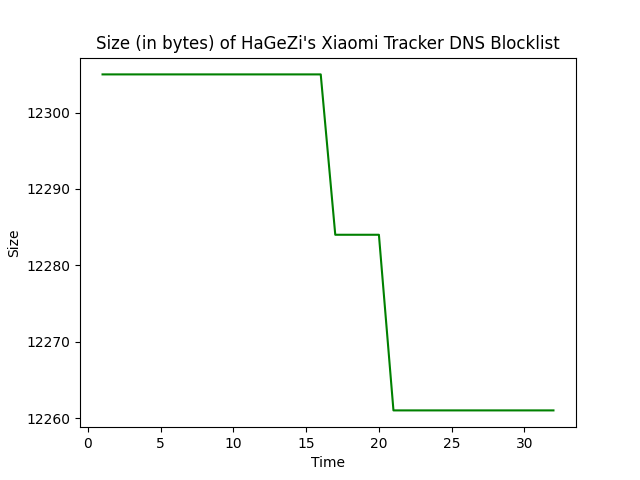 Size (in bytes) of HaGeZi's Xiaomi Tracker DNS Blocklist
12300
12290
12280
12270
12260
Size
0 5 10 15 20 25 30
Time